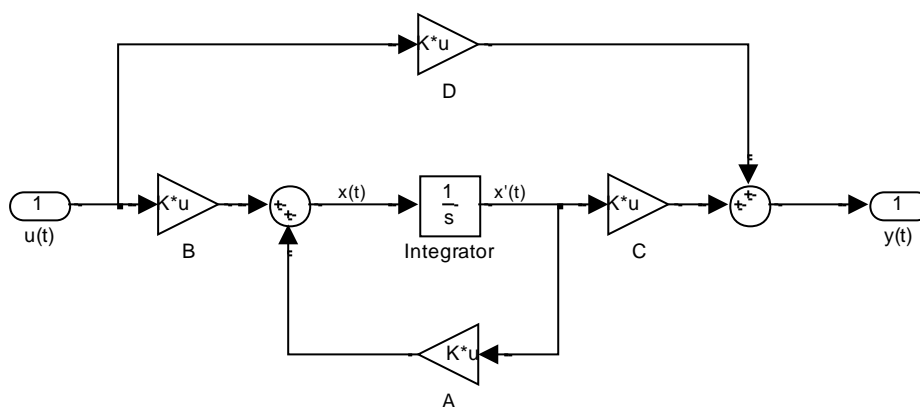 K*u
D
1
u(t)
K*u
B
x(t)
1
s
Integrator
x'(t)
K*u
C
1
y(t)
K*u
A